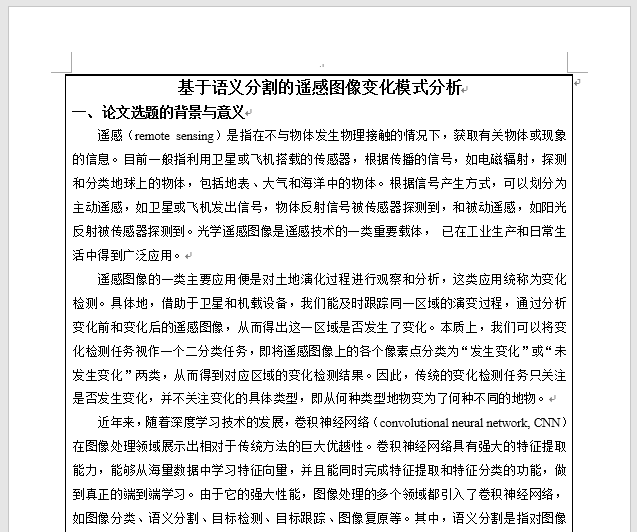 基于语义分割的遥感图像变化模式分析
一、论文选题的背景与意义
遥感（remote sensing）是指在不与物体发生物理接触的情况下，获取有关物体或现象
的信息。目前一般指利用卫星或飞机搭载的传感器，根据传播的信号，如电磁辐射，探测
和分类地球上的物体，包括地表、大气和海洋中的物体。根据信号产生方式，可以划分为
主动遥感，如卫星或飞机发出信号，物体反射信号被传感器探测到，和被动遥感，如阳光
反射被传感器探测到。光学遥感图像是遥感技术的一类重要载体， 已在工业生产和日常生
活中得到广泛应用。
遥感图像的一类主要应用便是对土地演化过程进行观察和分析，这类应用统称为变化
检测。具体地，借助于卫星和机载设备，我们能及时跟踪同一区域的演变过程，通过分析
变化前和变化后的遥感图像，从而得出这一区域是否发生了变化。本质上，我们可以将变
化检测任务视作一个二分类任务，即将遥感图像上的各个像素点分类为“发生变化”或“未
发生变化”两类，从而得到对应区域的变化检测结果。因此，传统的变化检测任务只关注
是否发生变化，并不关注变化的具体类型，即从何种类型地物变为了何种不同的地物。
近年来，随着深度学习技术的发展，卷积神经网络（convolutional neural network, CNN）
在图像处理领域展示出相对于传统方法的巨大优越性。卷积神经网络具有强大的特征提取
能力，能够从海量数据中学习特征向量，并且能同时完成特征提取和特征分类的功能，做
到真正的端到端学习。由于它的强大性能，图像处理的多个领域都引入了卷积神经网络，
如图像分类、语义分割、目标检测、目标跟踪、图像复原等。其中，语义分割是指对图像